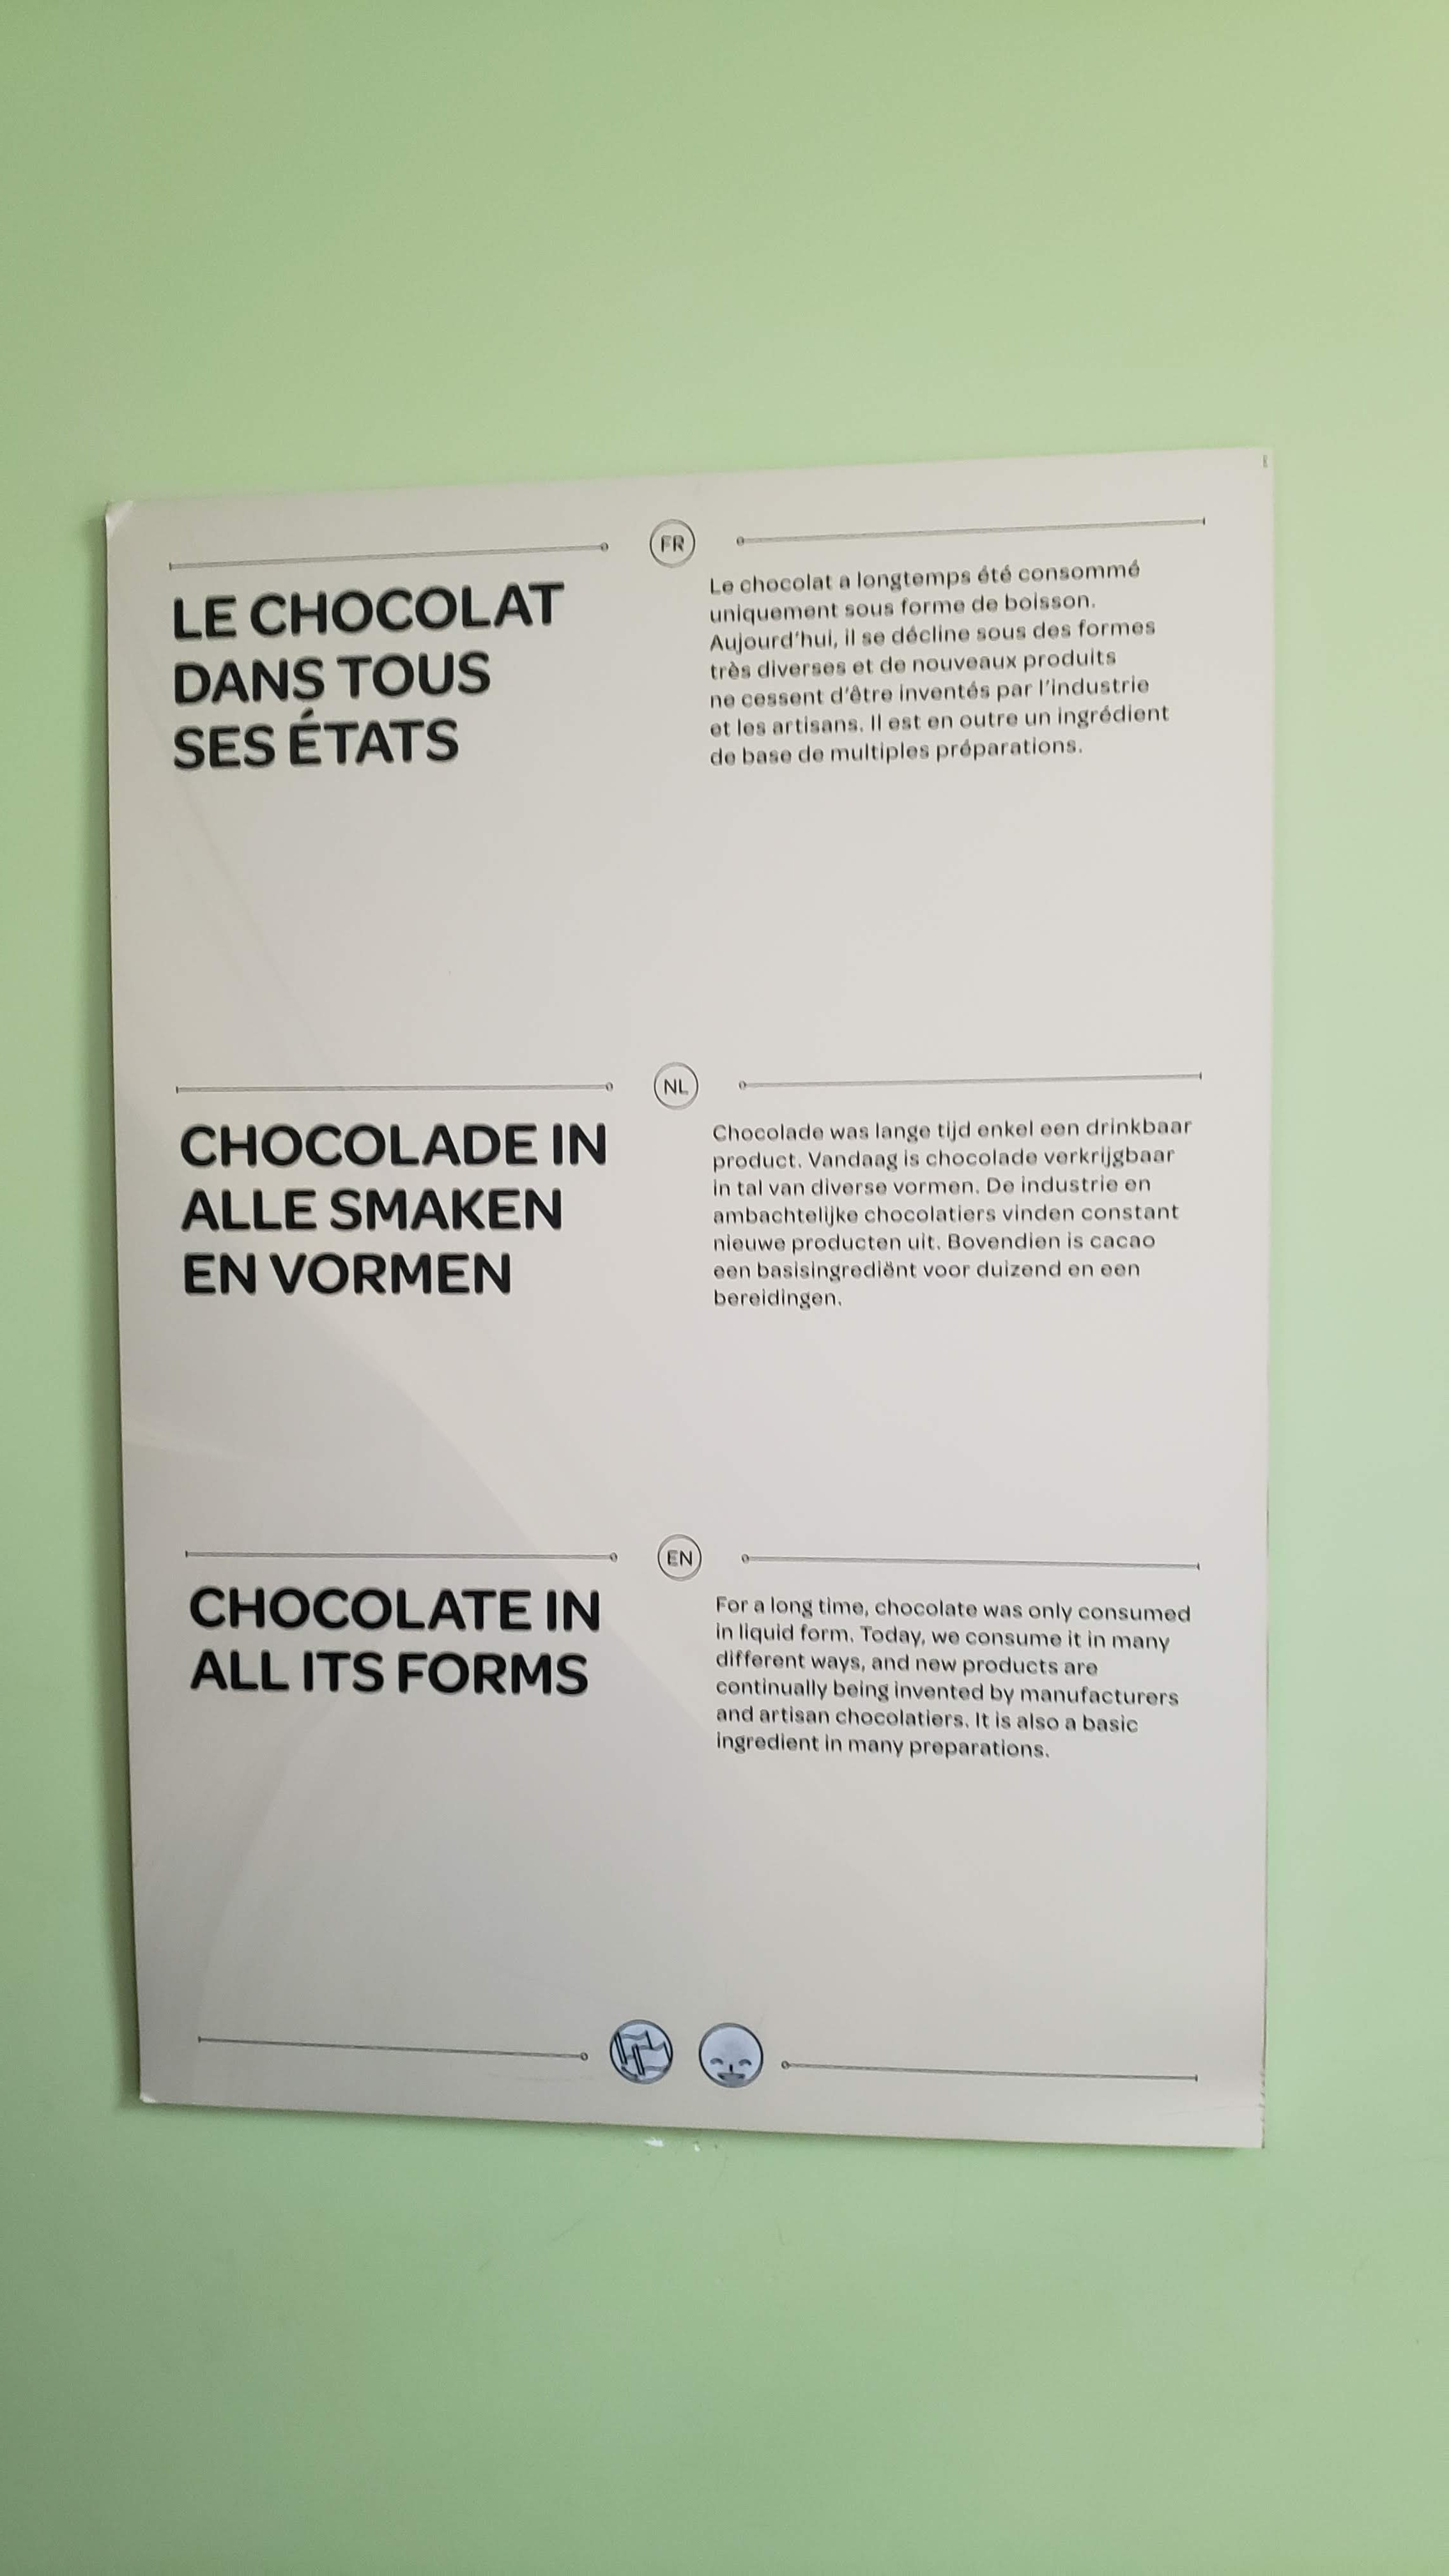 FR
LE CHOCOLAT
DANS TOUS
SES ÉTATS
Le chocolat a longtemps été consommé
uniquement sous forme de boisson.
Aujourd'hui, il se décline sous des formes
très diverses et de nouveaux produits
ne cessent d'être inventés par l'industrie
et les artisans. Il est en outre un ingrédient
de base de multiples préparations.
NL
CHOCOLADE IN
ALLE SMAKEN
EN VORMEN
Chocolade was lange tijd enkel een drinkbaar
product. Vandaag is chocolade verkrijgbaar
in tal van diverse vormen. De industrie en
ambachtelijke chocolatiers vinden constant
nieuwe producten uit. Bovendien is cacao
een basisingrediënt voor duizend en een
bereidingen.
EN
CHOCOLATE IN
ALL ITS FORMS
For a long time, chocolate was only consumed
in liquid form. Today, we consume it in many
different ways, and new products are
continually being invented by manufacturers
and artisan chocolatiers. It is also a basic
ingredient in many preparations.